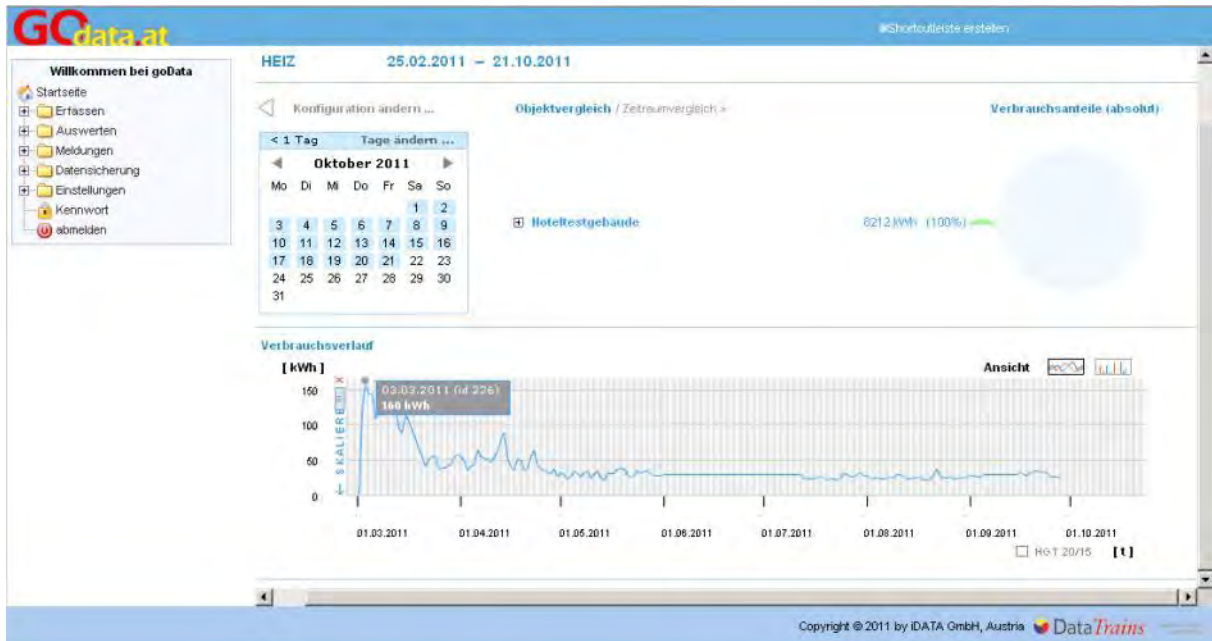 GOdata.at
Shortcutleiste erstellen
Willkommen bei goData
Startseite
Erfassen
Auswerten
Meldungen
Datensicherung
Einstellungen
Kennwort
abmelden
HEIZ 25.02.2011 – 21.10.2011
Konfiguration ändern ...
Objektvergleich / Zeitraumvergleich »
Verbrauchsanteile (absolut)
< 1 Tag Tage ändern ...
Oktober 2011
Mo Di Mi Do Fr Sa So
1 2
3 4 5 6 7 8 9
10 11 12 13 14 15 16
17 18 19 20 21 22 23
24 25 26 27 28 29 30
31
Hoteltestgebäude
8212 kWh (100%)
Verbrauchsverlauf
[ kWh ]
Ansicht
150
100
50
0
SKALIERE
03.03.2011 (id 226)
160 kWh
01.03.2011 01.04.2011 01.05.2011 01.06.2011 01.07.2011 01.08.2011 01.09.2011 01.10.2011
HGT 20/15 [ t ]
Copyright © 2011 by iDATA GmbH, Austria DataTrains